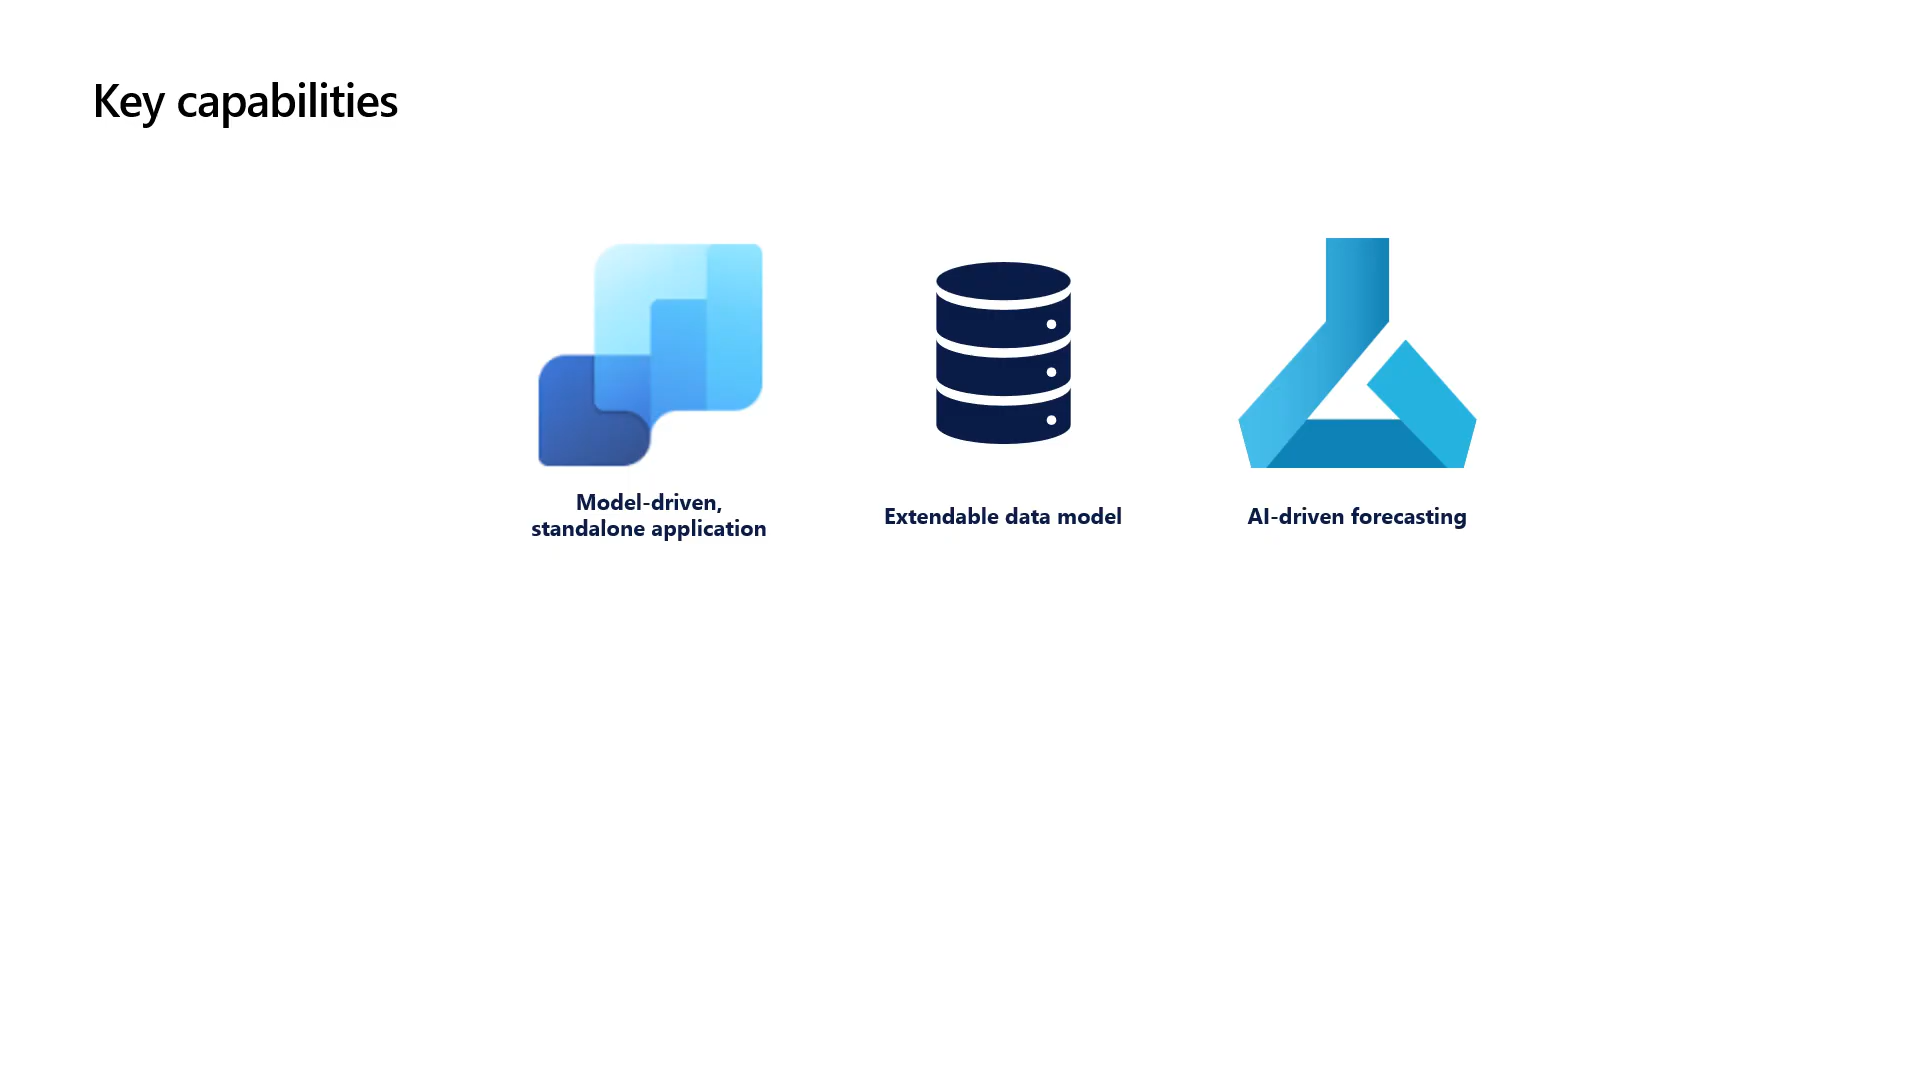 Key capabilities
Model-driven,
standalone application
Extendable data model
AI-driven forecasting